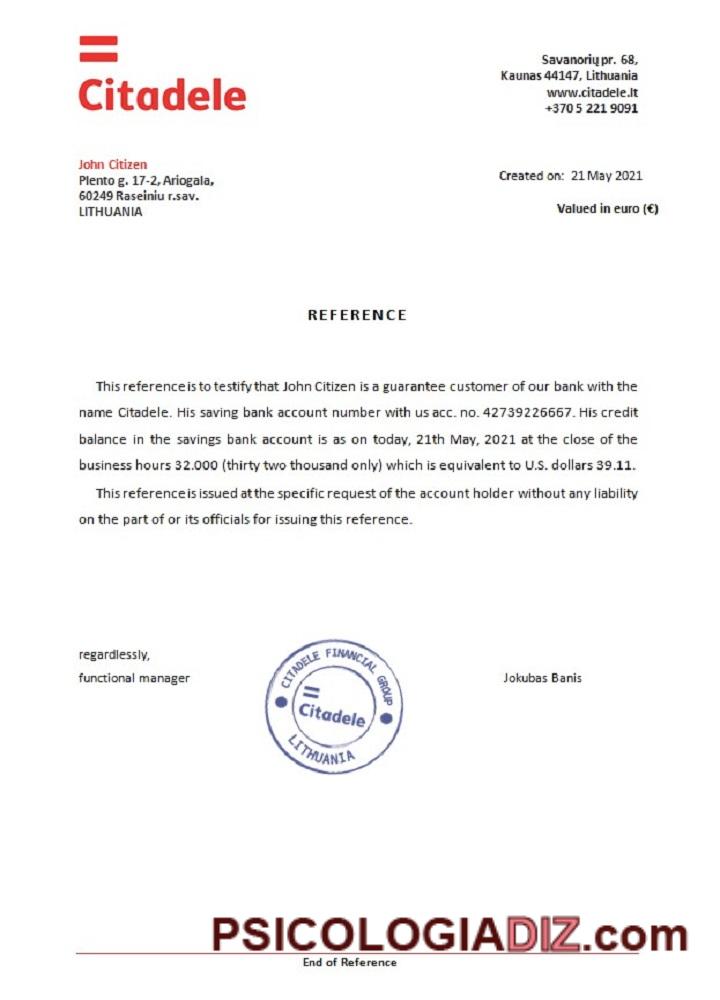 Citadele
Savanorių pr. 68,
Kaunas 44147, Lithuania
www.citadele.lt
+370 5 221 9091
John Citizen
Plento g. 17-2, Ariogala,
60249 Raseiniu r.sav.
LITHUANIA
Created on: 21 May 2021
Valued in euro (€)
REFERENCE
This reference is to testify that John Citizen is a guarantee customer of our bank with the
name Citadele. His saving bank account number with us acc. no. 42739226667. His credit
balance in the savings bank account is as on today, 21th May, 2021 at the close of the
business hours 32.000 (thirty two thousand only) which is equivalent to U.S. dollars 39.11.
This reference is issued at the specific request of the account holder without any liability
on the part of or its officials for issuing this reference.
regardlessly,
functional manager
CITADELE FINANCIAL GROUP
Citadele
LITHUANIA
Jokubas Banis
PSICOLOGIADIZ.com
End of Reference